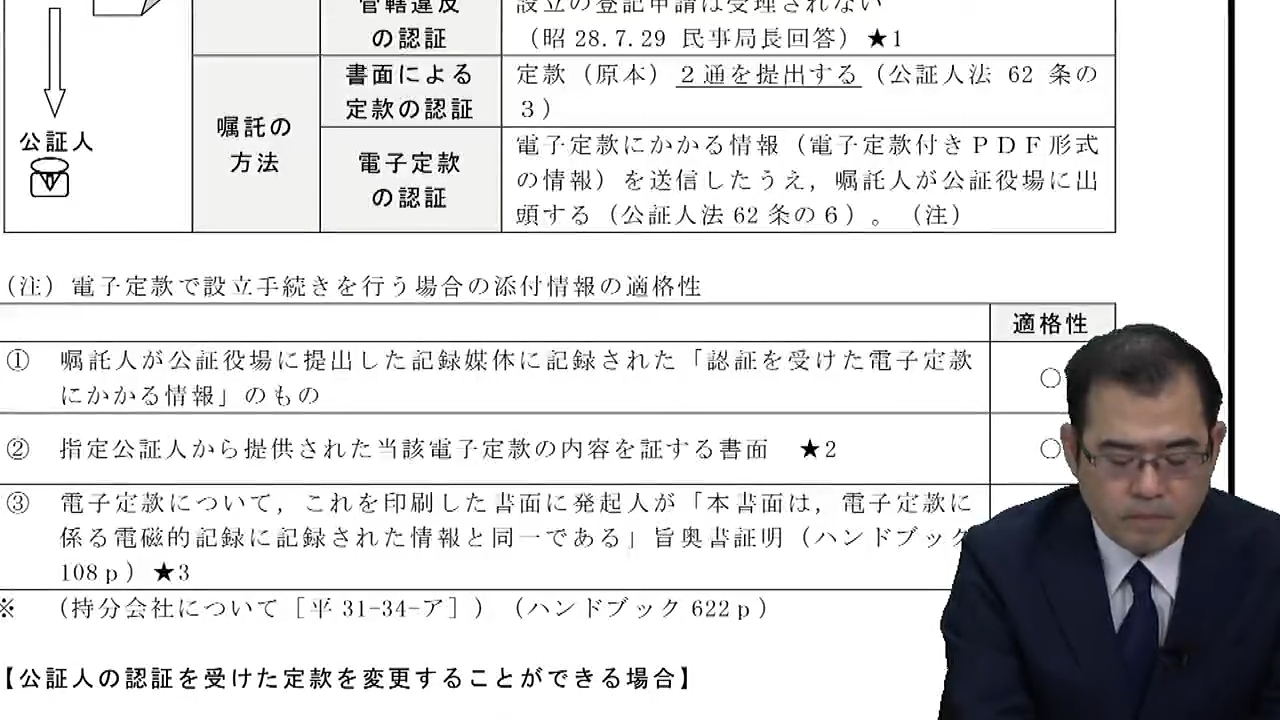 管轄違反
の認証
設立の登記申請は受理されない
（昭 28.7.29 民事局長回答）★1
公証人
嘱託の
方法
書面による
定款の認証
定款（原本）２通を提出する（公証人法 62 条の
３）
電子定款
の認証
電子定款にかかる情報（電子定款付きＰＤＦ形式
の情報）を送信したうえ，嘱託人が公証役場に出
頭する（公証人法 62 条の６）。（注）
（注）電子定款で設立手続きを行う場合の添付情報の適格性
適格性
① 嘱託人が公証役場に提出した記録媒体に記録された「認証を受けた電子定款
にかかる情報」のもの
○
② 指定公証人から提供された当該電子定款の内容を証する書面 ★2
○
③ 電子定款について，これを印刷した書面に発起人が「本書面は，電子定款に
係る電磁的記録に記録された情報と同一である」旨奥書証明（ハンドブック
108ｐ）★3
※ （持分会社について［平 31-34-ア］）（ハンドブック 622ｐ）
【公証人の認証を受けた定款を変更することができる場合】